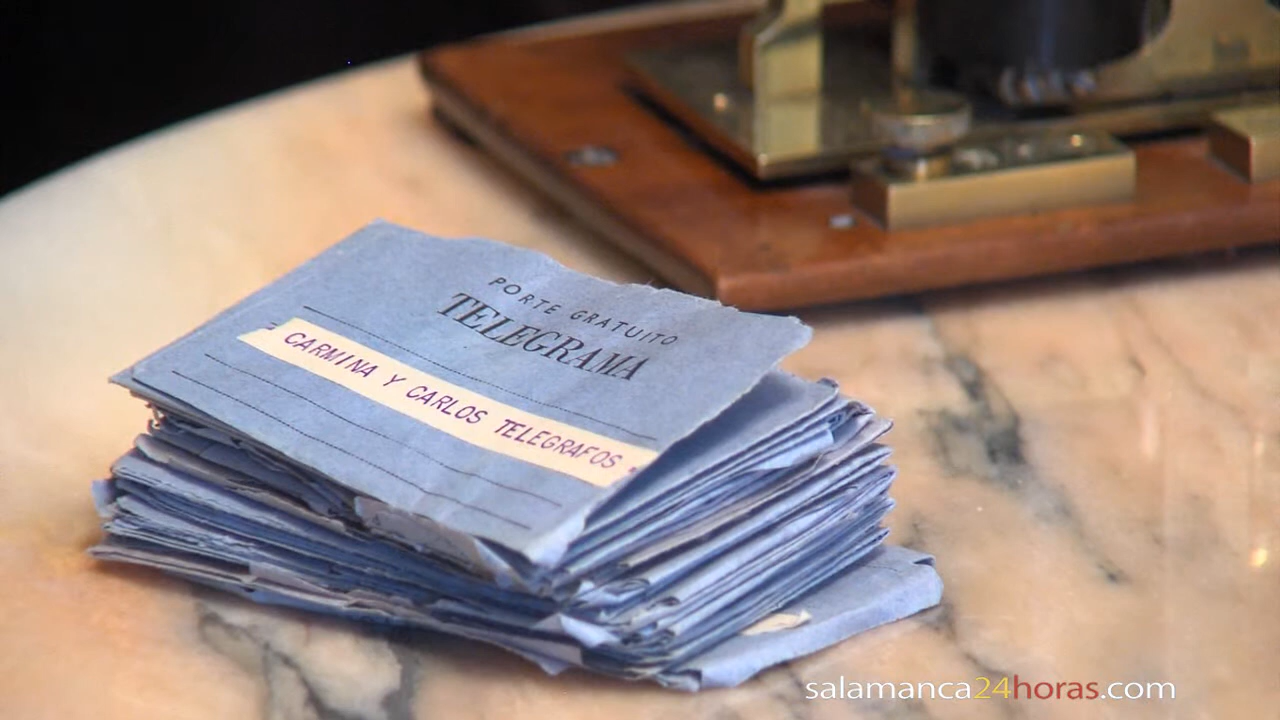 PORTE GRATUITO
TELEGRAMA
= CARMINA Y CARLOS TELEGRAFOS
salamanca24horas.com